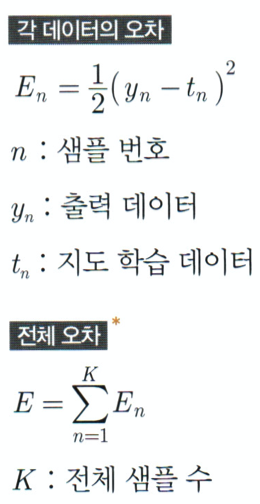 각 데이터의 오차
E_n = 1/2 (y_n − t_n)^2
n : 샘플 번호
y_n : 출력 데이터
t_n : 지도 학습 데이터
전체 오차 *
E = ∑_{n=1}^{K} E_n
K : 전체 샘플 수